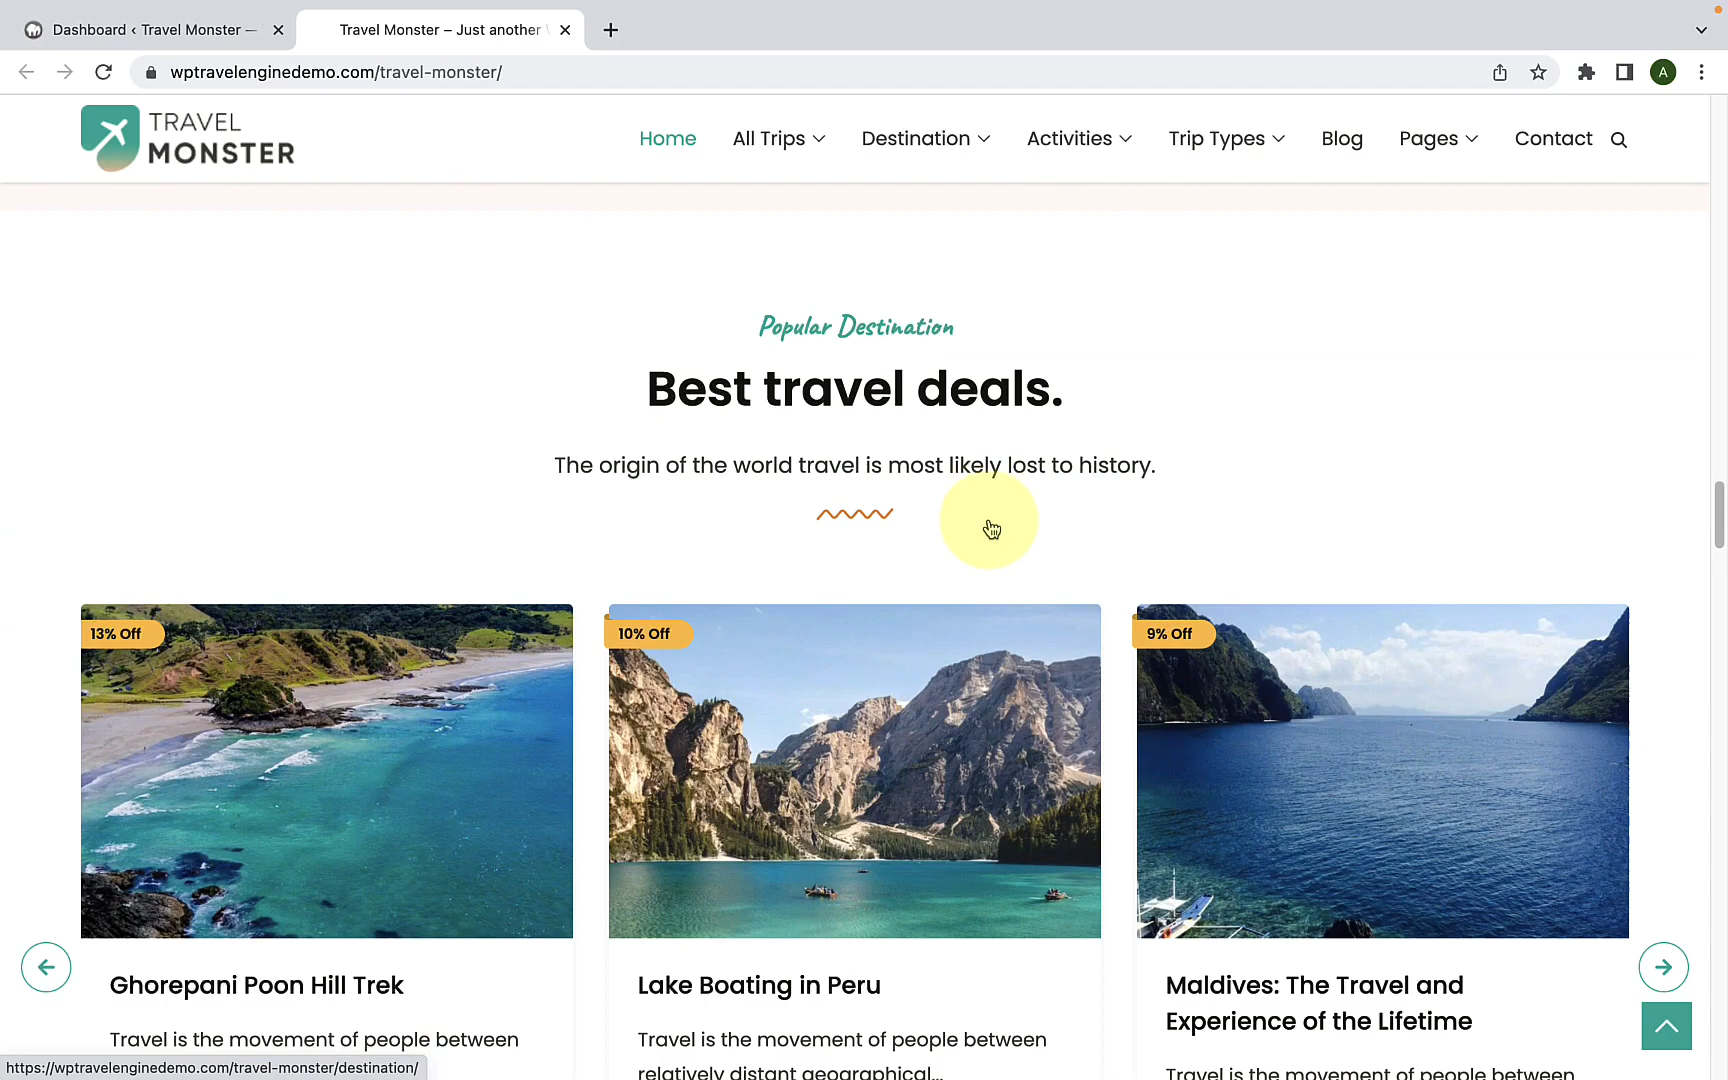 Dashboard ‹ Travel Monster —
Travel Monster – Just another
wptravelenginedemo.com/travel-monster/
A
TRAVEL
MONSTER
Home
All Trips
Destination
Activities
Trip Types
Blog
Pages
Contact
Popular Destination
Best travel deals.
The origin of the world travel is most likely lost to history.
13% Off
10% Off
9% Off
Ghorepani Poon Hill Trek
Travel is the movement of people between
Lake Boating in Peru
Travel is the movement of people between
relatively distant geographical...
Maldives: The Travel and
Experience of the Lifetime
Travel is the movement of people between
https://wptravelenginedemo.com/travel-monster/destination/